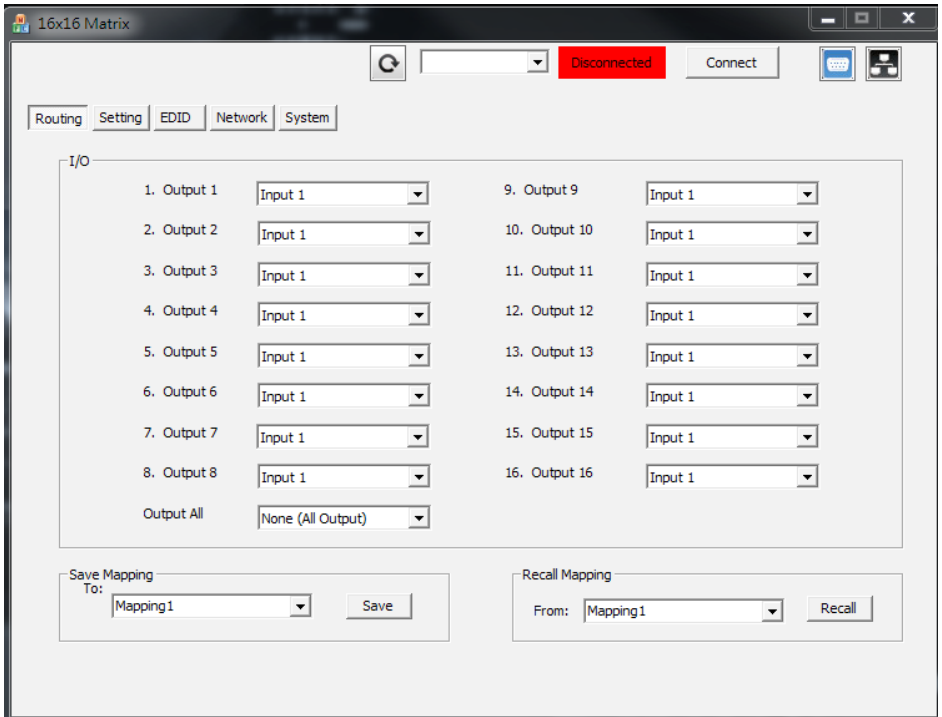 16x16 Matrix
Disconnected
Connect
Routing Setting EDID Network System
I/O
1. Output 1 Input 1 9. Output 9 Input 1
2. Output 2 Input 1 10. Output 10 Input 1
3. Output 3 Input 1 11. Output 11 Input 1
4. Output 4 Input 1 12. Output 12 Input 1
5. Output 5 Input 1 13. Output 13 Input 1
6. Output 6 Input 1 14. Output 14 Input 1
7. Output 7 Input 1 15. Output 15 Input 1
8. Output 8 Input 1 16. Output 16 Input 1
Output All None (All Output)
Save Mapping
To: Mapping1 Save
Recall Mapping
From: Mapping1 Recall